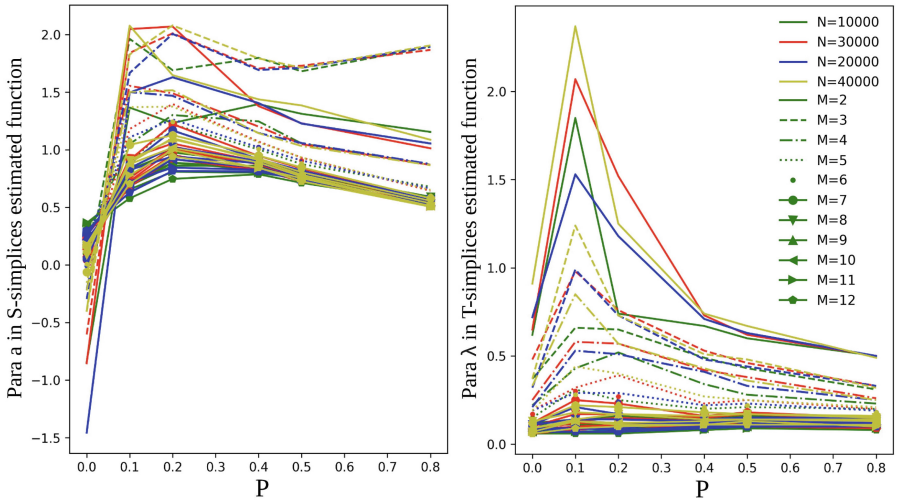 Para a in S-simplices estimated function
2.0
1.5
1.0
0.5
0.0
−0.5
−1.0
−1.5
0.0 0.1 0.2 0.3 0.4 0.5 0.6 0.7 0.8
P
Para λ in T-simplices estimated function
2.0
1.5
1.0
0.5
0.0
0.0 0.1 0.2 0.3 0.4 0.5 0.6 0.7 0.8
P
N=10000
N=30000
N=20000
N=40000
M=2
M=3
M=4
M=5
M=6
M=7
M=8
M=9
M=10
M=11
M=12